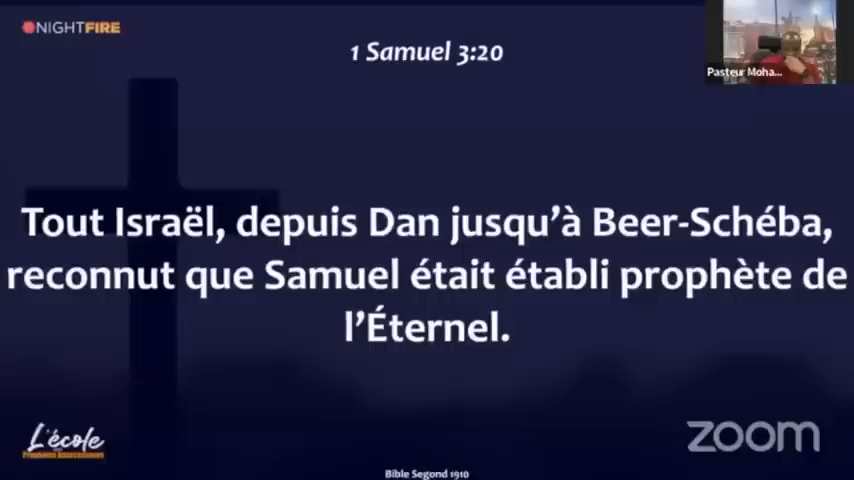 NIGHTFIRE
1 Samuel 3:20
Pasteur Moha...
Tout Israël, depuis Dan jusqu’à Beer-Schéba,
reconnut que Samuel était établi prophète de
l’Éternel.
L'école
zoom
Bible Segond 1910